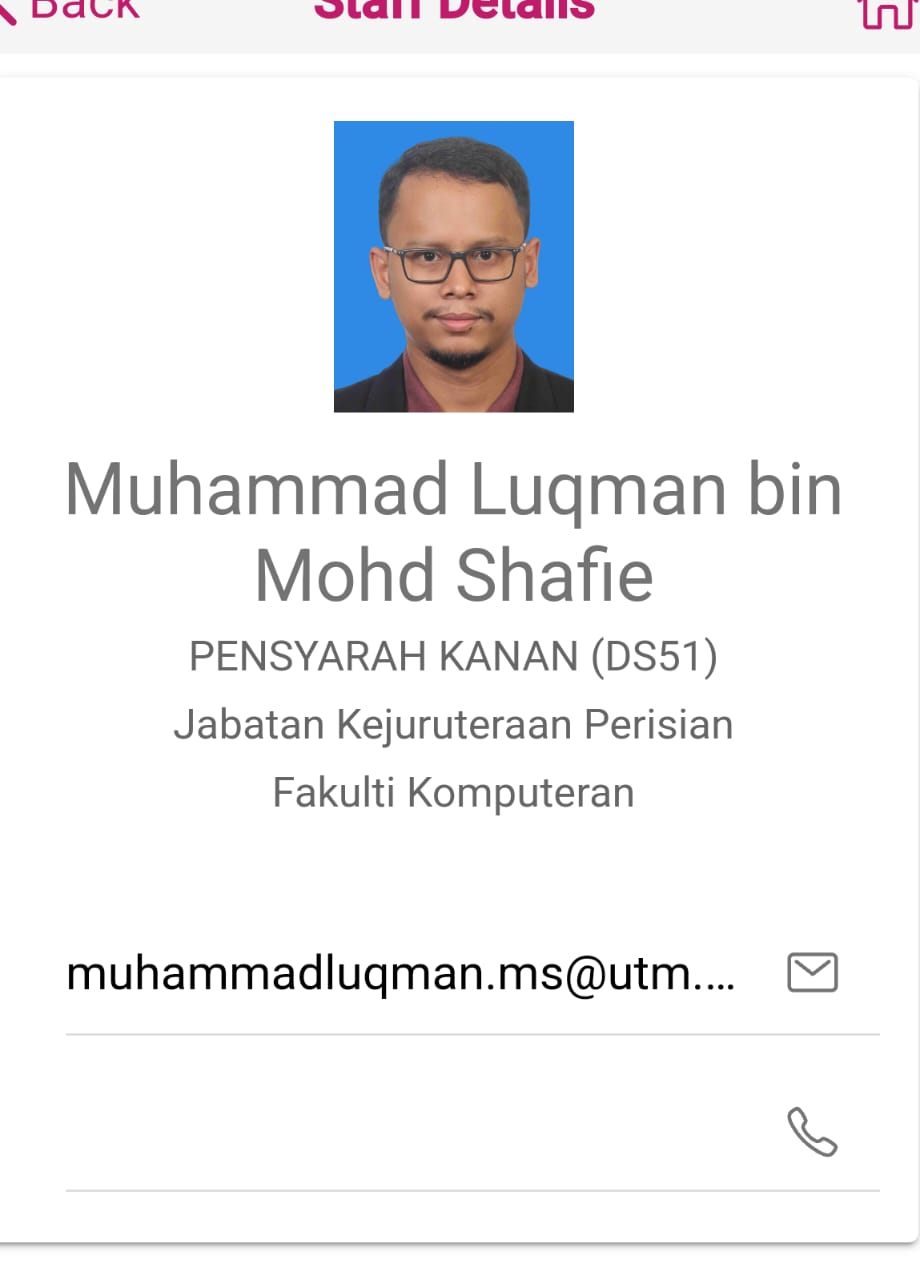 Back
Staff Details
Muhammad Luqman bin
Mohd Shafie
PENSYARAH KANAN (DS51)
Jabatan Kejuruteraan Perisian
Fakulti Komputeran
muhammadluqman.ms@utm....